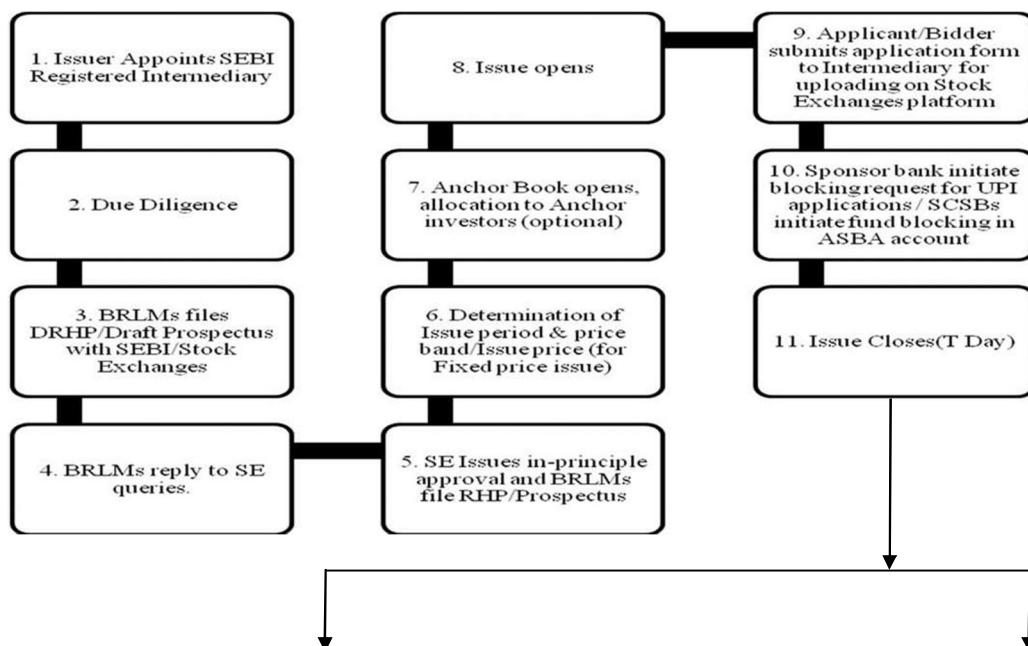 1. Issuer Appoints SEBI
Registered Intermediary
2. Due Diligence
3. BRLMs files
DRHP/Draft Prospectus
with SEBI/Stock
Exchanges
4. BRLMs reply to SE
queries.
5. SE Issues in-principle
approval and BRLMs
file RHP/Prospectus
6. Determination of
Issue period & price
band/Issue price (for
Fixed price issue)
7. Anchor Book opens,
allocation to Anchor
investors (optional)
8. Issue opens
9. Applicant/Bidder
submits application form
to Intermediary for
uploading on Stock
Exchanges platform
10. Sponsor bank initiate
blocking request for UPI
applications / SCSBs
initiate fund blocking in
ASBA account
11. Issue Closes(T Day)